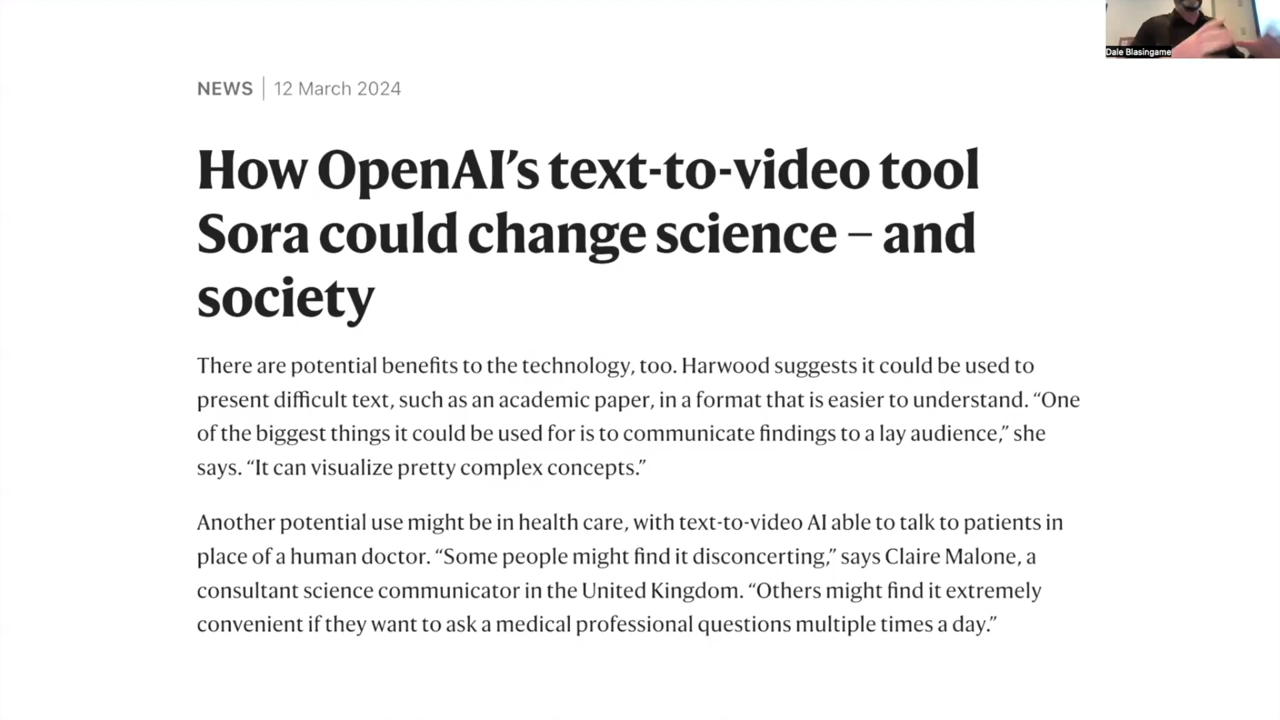 Dale Blasingame
NEWS | 12 March 2024
How OpenAI’s text-to-video tool
Sora could change science – and
society
There are potential benefits to the technology, too. Harwood suggests it could be used to
present difficult text, such as an academic paper, in a format that is easier to understand. “One
of the biggest things it could be used for is to communicate findings to a lay audience,” she
says. “It can visualize pretty complex concepts.”
Another potential use might be in health care, with text-to-video AI able to talk to patients in
place of a human doctor. “Some people might find it disconcerting,” says Claire Malone, a
consultant science communicator in the United Kingdom. “Others might find it extremely
convenient if they want to ask a medical professional questions multiple times a day.”